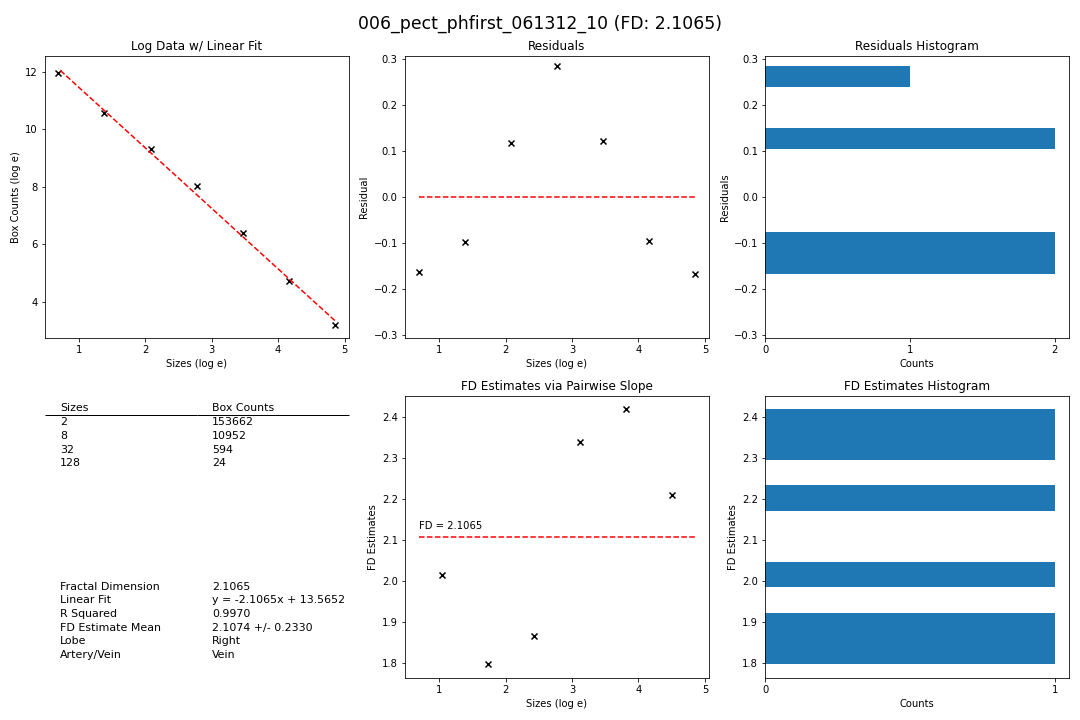 006_pect_phfirst_061312_10 (FD: 2.1065)
Log Data w/ Linear Fit
12
10
8
6
4
Box Counts (log e)
1 2 3 4 5
Sizes (log e)
Residuals
0.3
0.2
0.1
0.0
−0.1
−0.2
−0.3
Residual
1 2 3 4 5
Sizes (log e)
Residuals Histogram
0.3
0.2
0.1
0.0
−0.1
−0.2
−0.3
Residuals
0 1 2
Counts
Sizes Box Counts
2 153662
8 10952
32 594
128 24
Fractal Dimension 2.1065
Linear Fit y = -2.1065x + 13.5652
R Squared 0.9970
FD Estimate Mean 2.1074 +/- 0.2330
Lobe Right
Artery/Vein Vein
FD Estimates via Pairwise Slope
2.4
2.3
2.2
2.1
2.0
1.9
1.8
FD Estimates
FD = 2.1065
1 2 3 4 5
Sizes (log e)
FD Estimates Histogram
2.4
2.3
2.2
2.1
2.0
1.9
1.8
FD Estimates
0 1
Counts